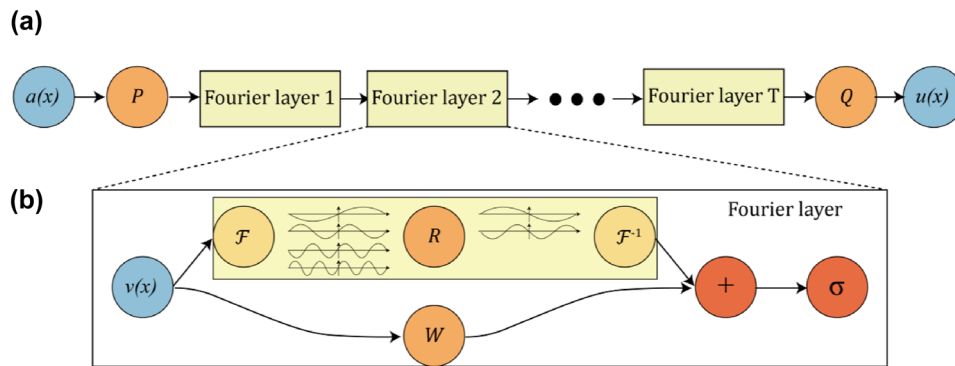 (a)
a(x) P Fourier layer 1 Fourier layer 2 ••• Fourier layer T Q u(x)
(b)
Fourier layer
ℱ R ℱ⁻¹
v(x) + σ
W